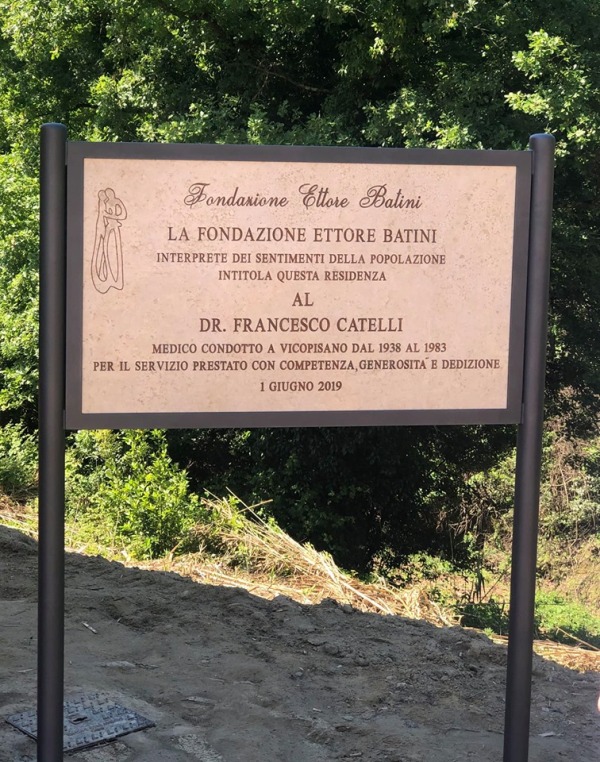 Fondazione Ettore Batini
LA FONDAZIONE ETTORE BATINI
INTERPRETE DEI SENTIMENTI DELLA POPOLAZIONE
INTITOLA QUESTA RESIDENZA
AL
DR. FRANCESCO CATELLI
MEDICO CONDOTTO A VICOPISANO DAL 1938 AL 1983
PER IL SERVIZIO PRESTATO CON COMPETENZA, GENEROSITA' E DEDIZIONE
1 GIUGNO 2019